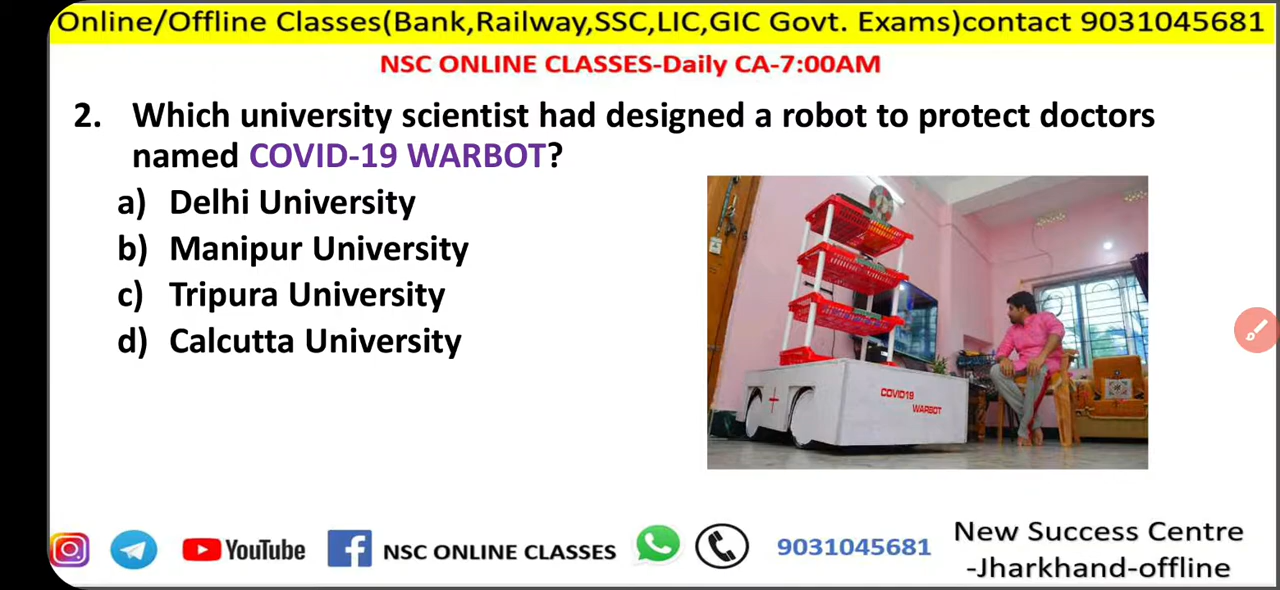 Online/Offline Classes(Bank,Railway,SSC,LIC,GIC Govt. Exams)contact 9031045681
NSC ONLINE CLASSES-Daily CA-7:00AM
2. Which university scientist had designed a robot to protect doctors
named COVID-19 WARBOT?
a) Delhi University
b) Manipur University
c) Tripura University
d) Calcutta University
COVID19
WARBOT
YouTube
NSC ONLINE CLASSES
9031045681
New Success Centre
-Jharkhand-offline